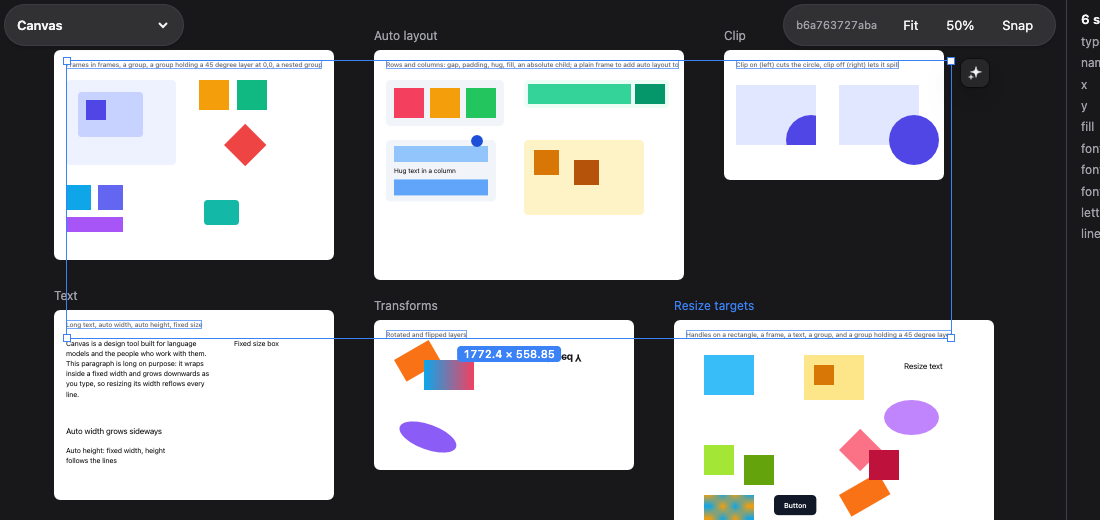 Canvas
Auto layout
Clip
b6a763727aba
Fit
50%
Snap
6 s
typ
nam
x
y
fill
font
font
font
lett
line
Frames in frames, a group, a group holding a 45 degree layer at 0,0, a nested group
Rows and columns: gap, padding, hug, fill, an absolute child; a plain frame to add auto layout to
Clip on (left) cuts the circle, clip off (right) lets it spill
Hug text in a column
Text
Transforms
Resize targets
Long text, auto width, auto height, fixed size
Rotated and flipped layers
Handles on a rectangle, a frame, a text, a group, and a group holding a 45 degree lay
Canvas is a design tool built for language
models and the people who work with them.
This paragraph is long on purpose: it wraps
inside a fixed width and grows downwards as
you type, so resizing its width reflows every
line.
Fixed size box
1772.4 × 558.85
Resize text
Auto width grows sideways
Auto height: fixed width, height
follows the lines
Button